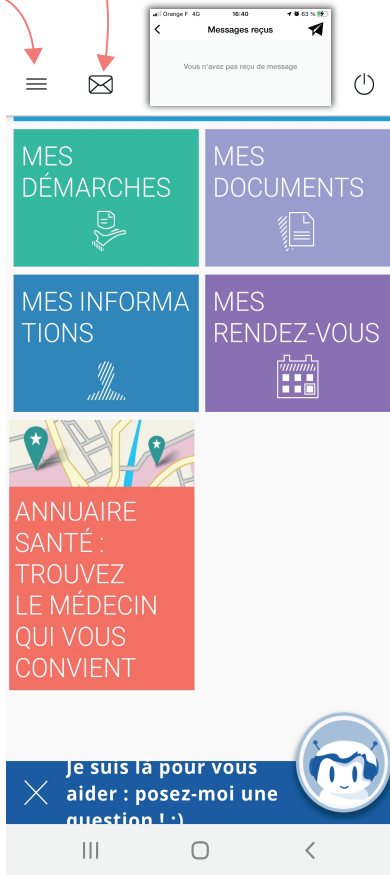 Orange F 4G 16:40 63 %
Messages reçus
Vous n'avez pas reçu de message
MES
DÉMARCHES
MES
DOCUMENTS
MES INFORMA
TIONS
MES
RENDEZ-VOUS
ANNUAIRE
SANTÉ :
TROUVEZ
LE MÉDECIN
QUI VOUS
CONVIENT
Je suis là pour vous
aider : posez-moi une
question ! :)